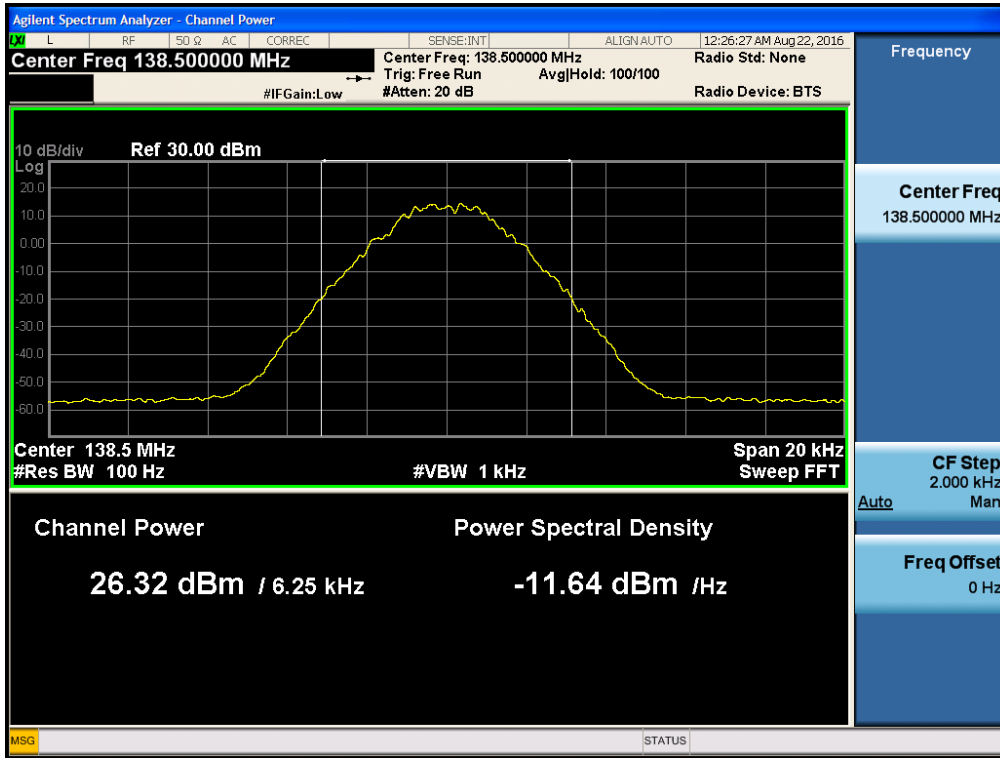 Agilent Spectrum Analyzer - Channel Power
LXI L RF 50 Ω AC CORREC SENSE:INT ALIGN AUTO 12:26:27 AM Aug 22, 2016
Center Freq 138.500000 MHz
Center Freq: 138.500000 MHz
Radio Std: None
Trig: Free Run Avg|Hold: 100/100
#IFGain:Low
#Atten: 20 dB
Radio Device: BTS
10 dB/div Ref 30.00 dBm
Log
20.0
10.0
0.00
-10.0
-20.0
-30.0
-40.0
-50.0
-60.0
Center 138.5 MHz
Span 20 kHz
#Res BW 100 Hz
#VBW 1 kHz
Sweep FFT
Channel Power
Power Spectral Density
26.32 dBm / 6.25 kHz
-11.64 dBm /Hz
Frequency
Center Freq
138.500000 MHz
CF Step
2.000 kHz
Auto Man
Freq Offset
0 Hz
MSG
STATUS